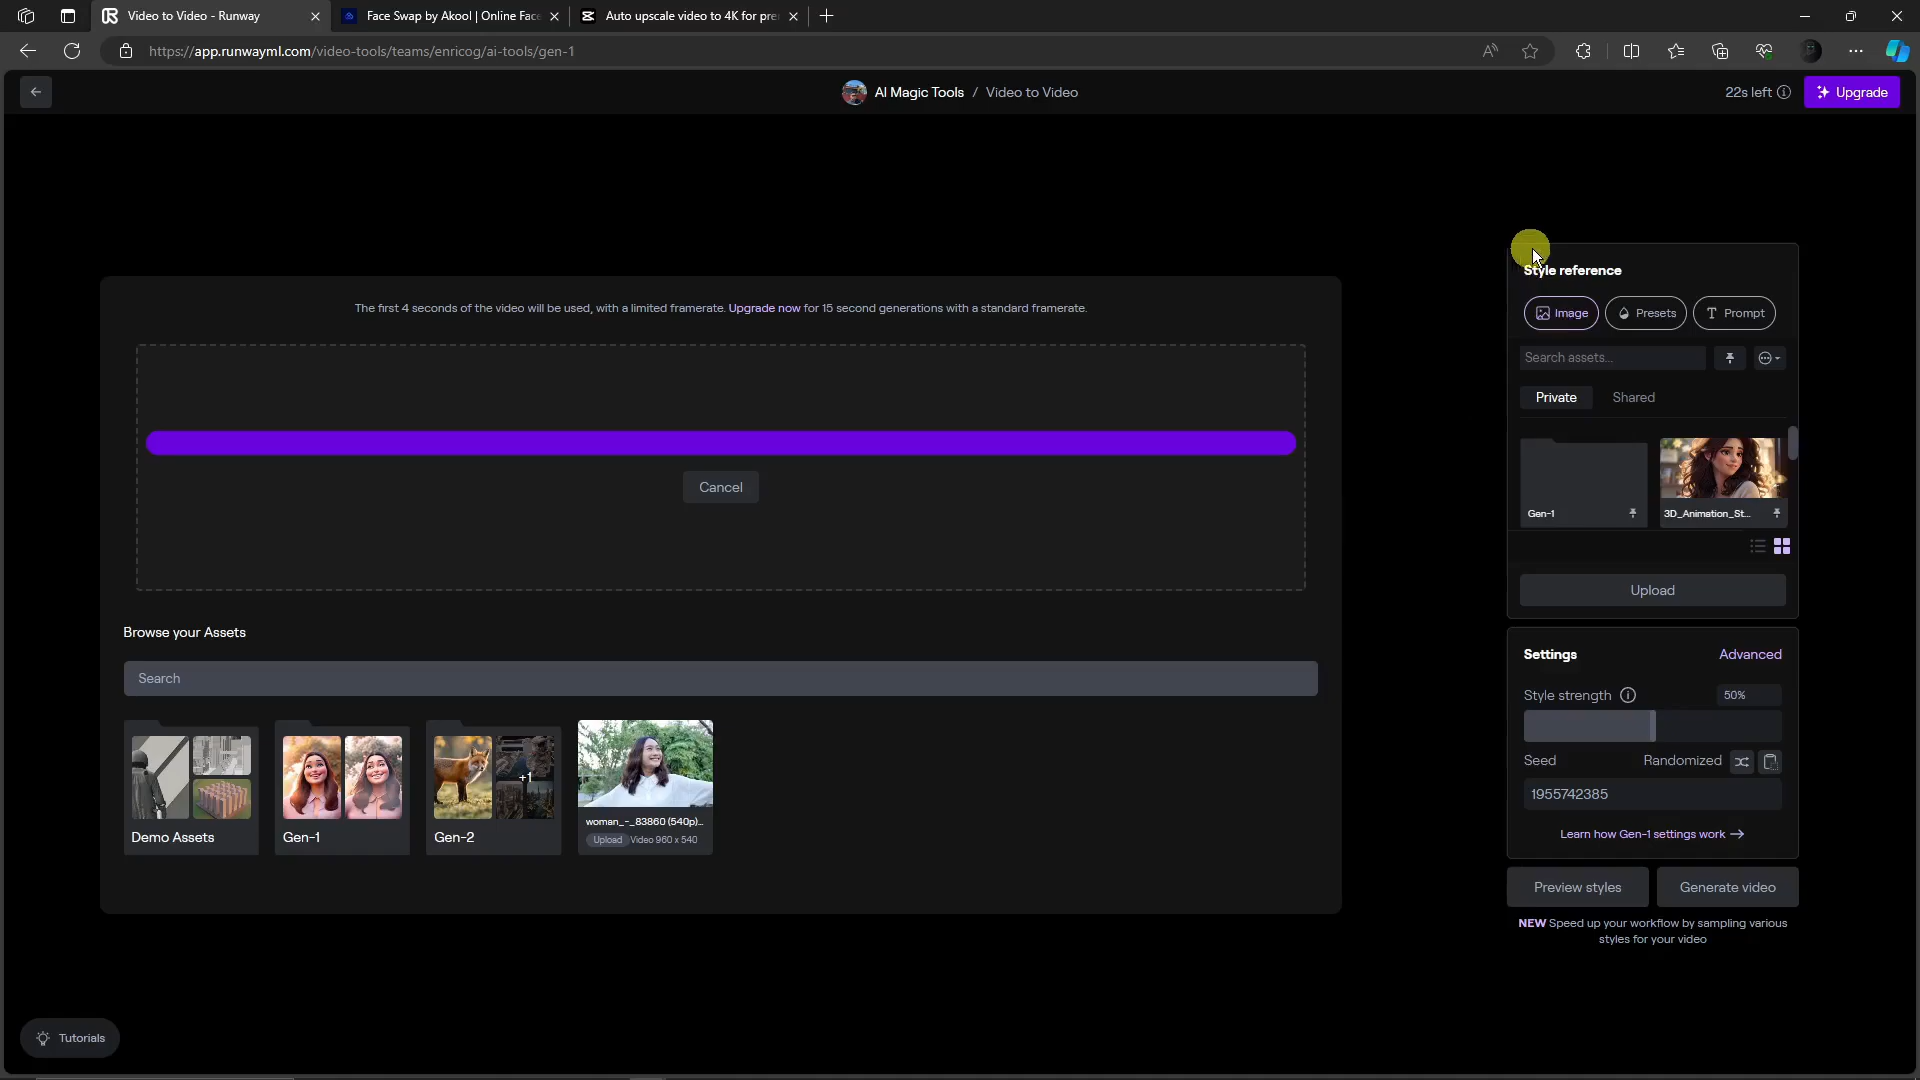 Video to Video - Runway
Face Swap by Akool | Online Face
Auto upscale video to 4K for pre
https://app.runwayml.com/video-tools/teams/enricog/ai-tools/gen-1
AI Magic Tools / Video to Video
22s left
Upgrade
The first 4 seconds of the video will be used, with a limited framerate. Upgrade now for 15 second generations with a standard framerate.
Cancel
Browse your Assets
Search
Demo Assets
Gen-1
+1
Gen-2
woman_-_83860 (540p)...
Upload Video 960 x 540
Style reference
Image
Presets
Prompt
Search assets...
Private
Shared
Gen-1
3D_Animation_St...
Upload
Settings
Advanced
Style strength
50%
Seed
Randomized
1955742385
Learn how Gen-1 settings work →
Preview styles
Generate video
NEW Speed up your workflow by sampling various
styles for your video
Tutorials